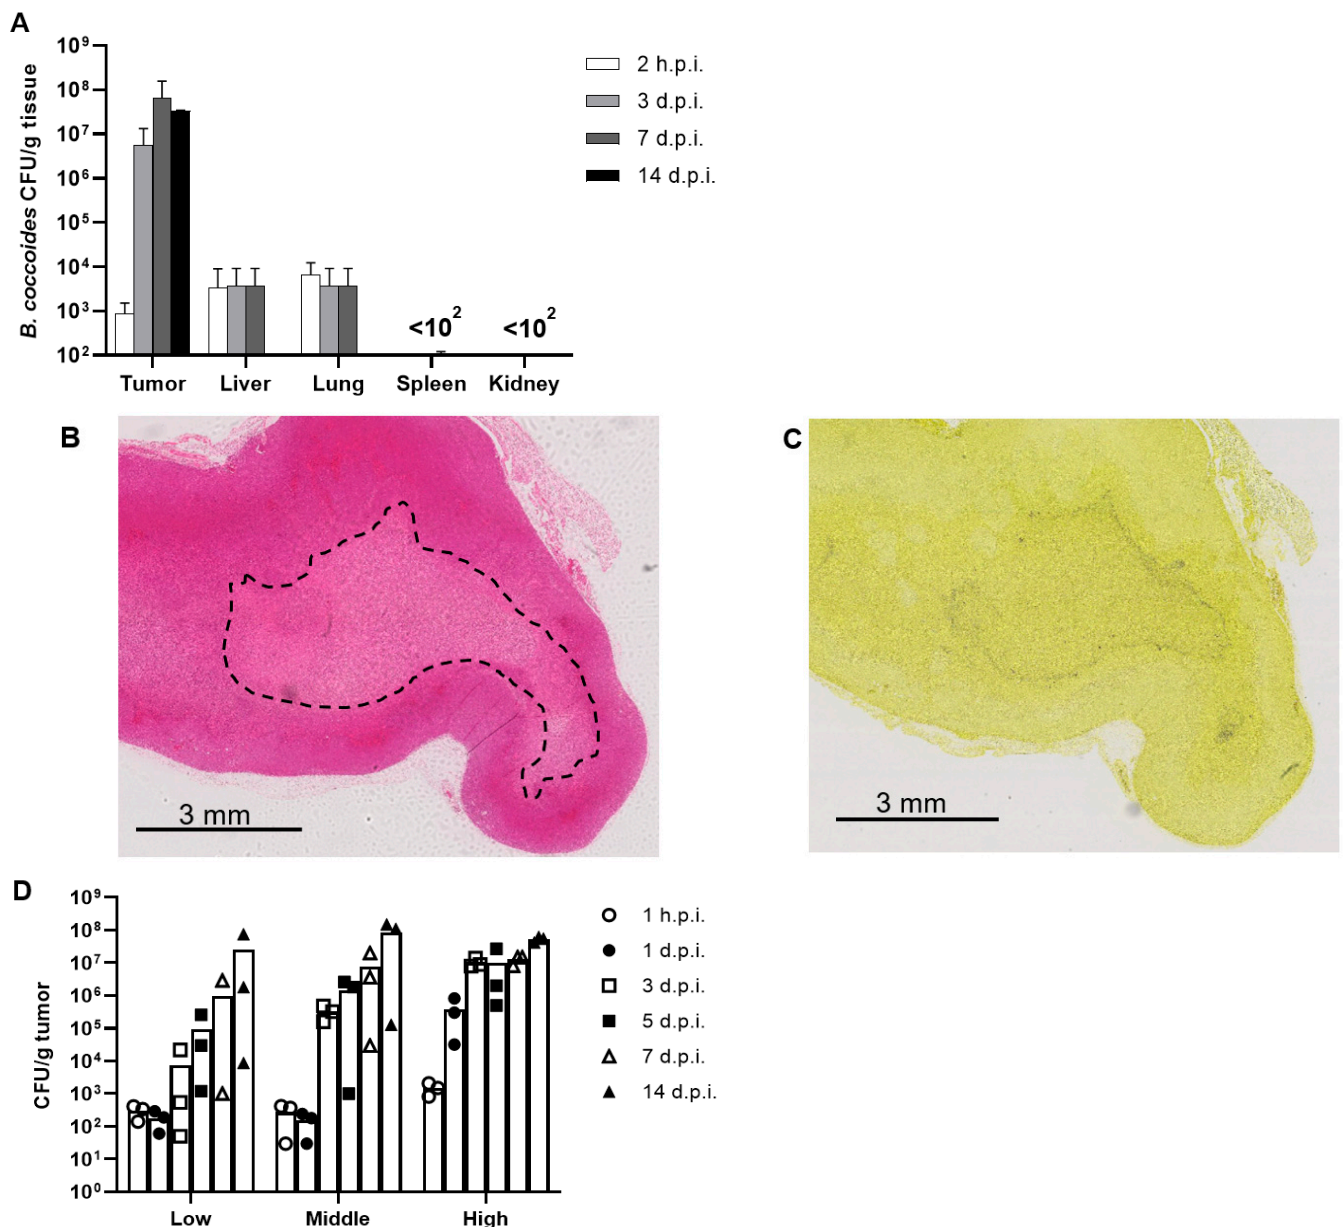 A
B. coccoides CFU/g tissue
10⁹
10⁸
10⁷
10⁶
10⁵
10⁴
10³
10²
2 h.p.i.
3 d.p.i.
7 d.p.i.
14 d.p.i.
<10²
<10²
Tumor Liver Lung Spleen Kidney
B
3 mm
C
3 mm
D
CFU/g tumor
10⁹
10⁸
10⁷
10⁶
10⁵
10⁴
10³
10²
10¹
10⁰
1 h.p.i.
1 d.p.i.
3 d.p.i.
5 d.p.i.
7 d.p.i.
14 d.p.i.
Low Middle High